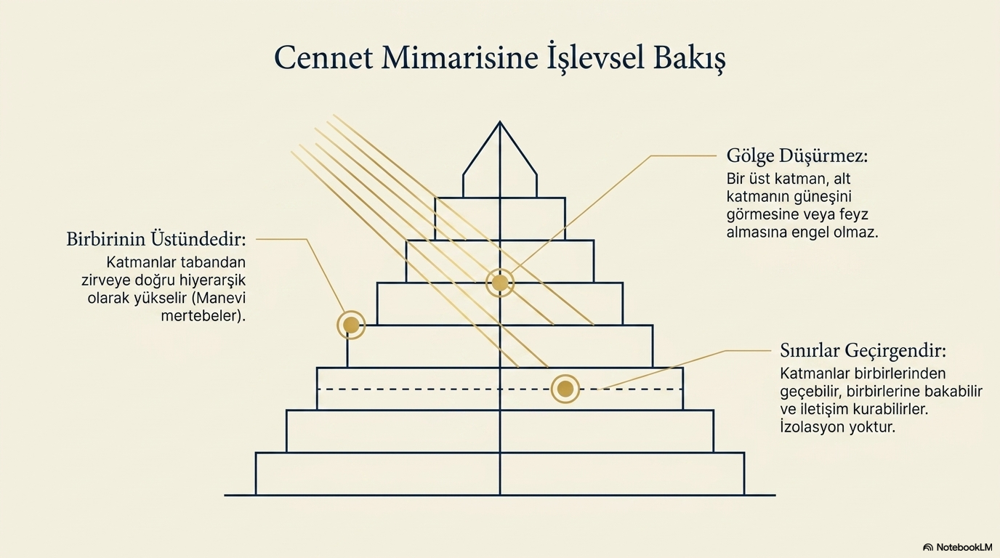 Cennet Mimarisine İşlevsel Bakış
Birbirinin Üstündedir:
Katmanlar tabandan
zirveye doğru hiyerarşik
olarak yükselir (Manevi
mertebeler).
Gölge Düşürmez:
Bir üst katman, alt
katmanın güneşini
görmesine veya feyz
almasına engel olmaz.
Sınırlar Geçirgendir:
Katmanlar birbirlerinden
geçebilir, birbirlerine bakabilir
ve iletişim kurabilirler.
İzolasyon yoktur.
NotebookLM